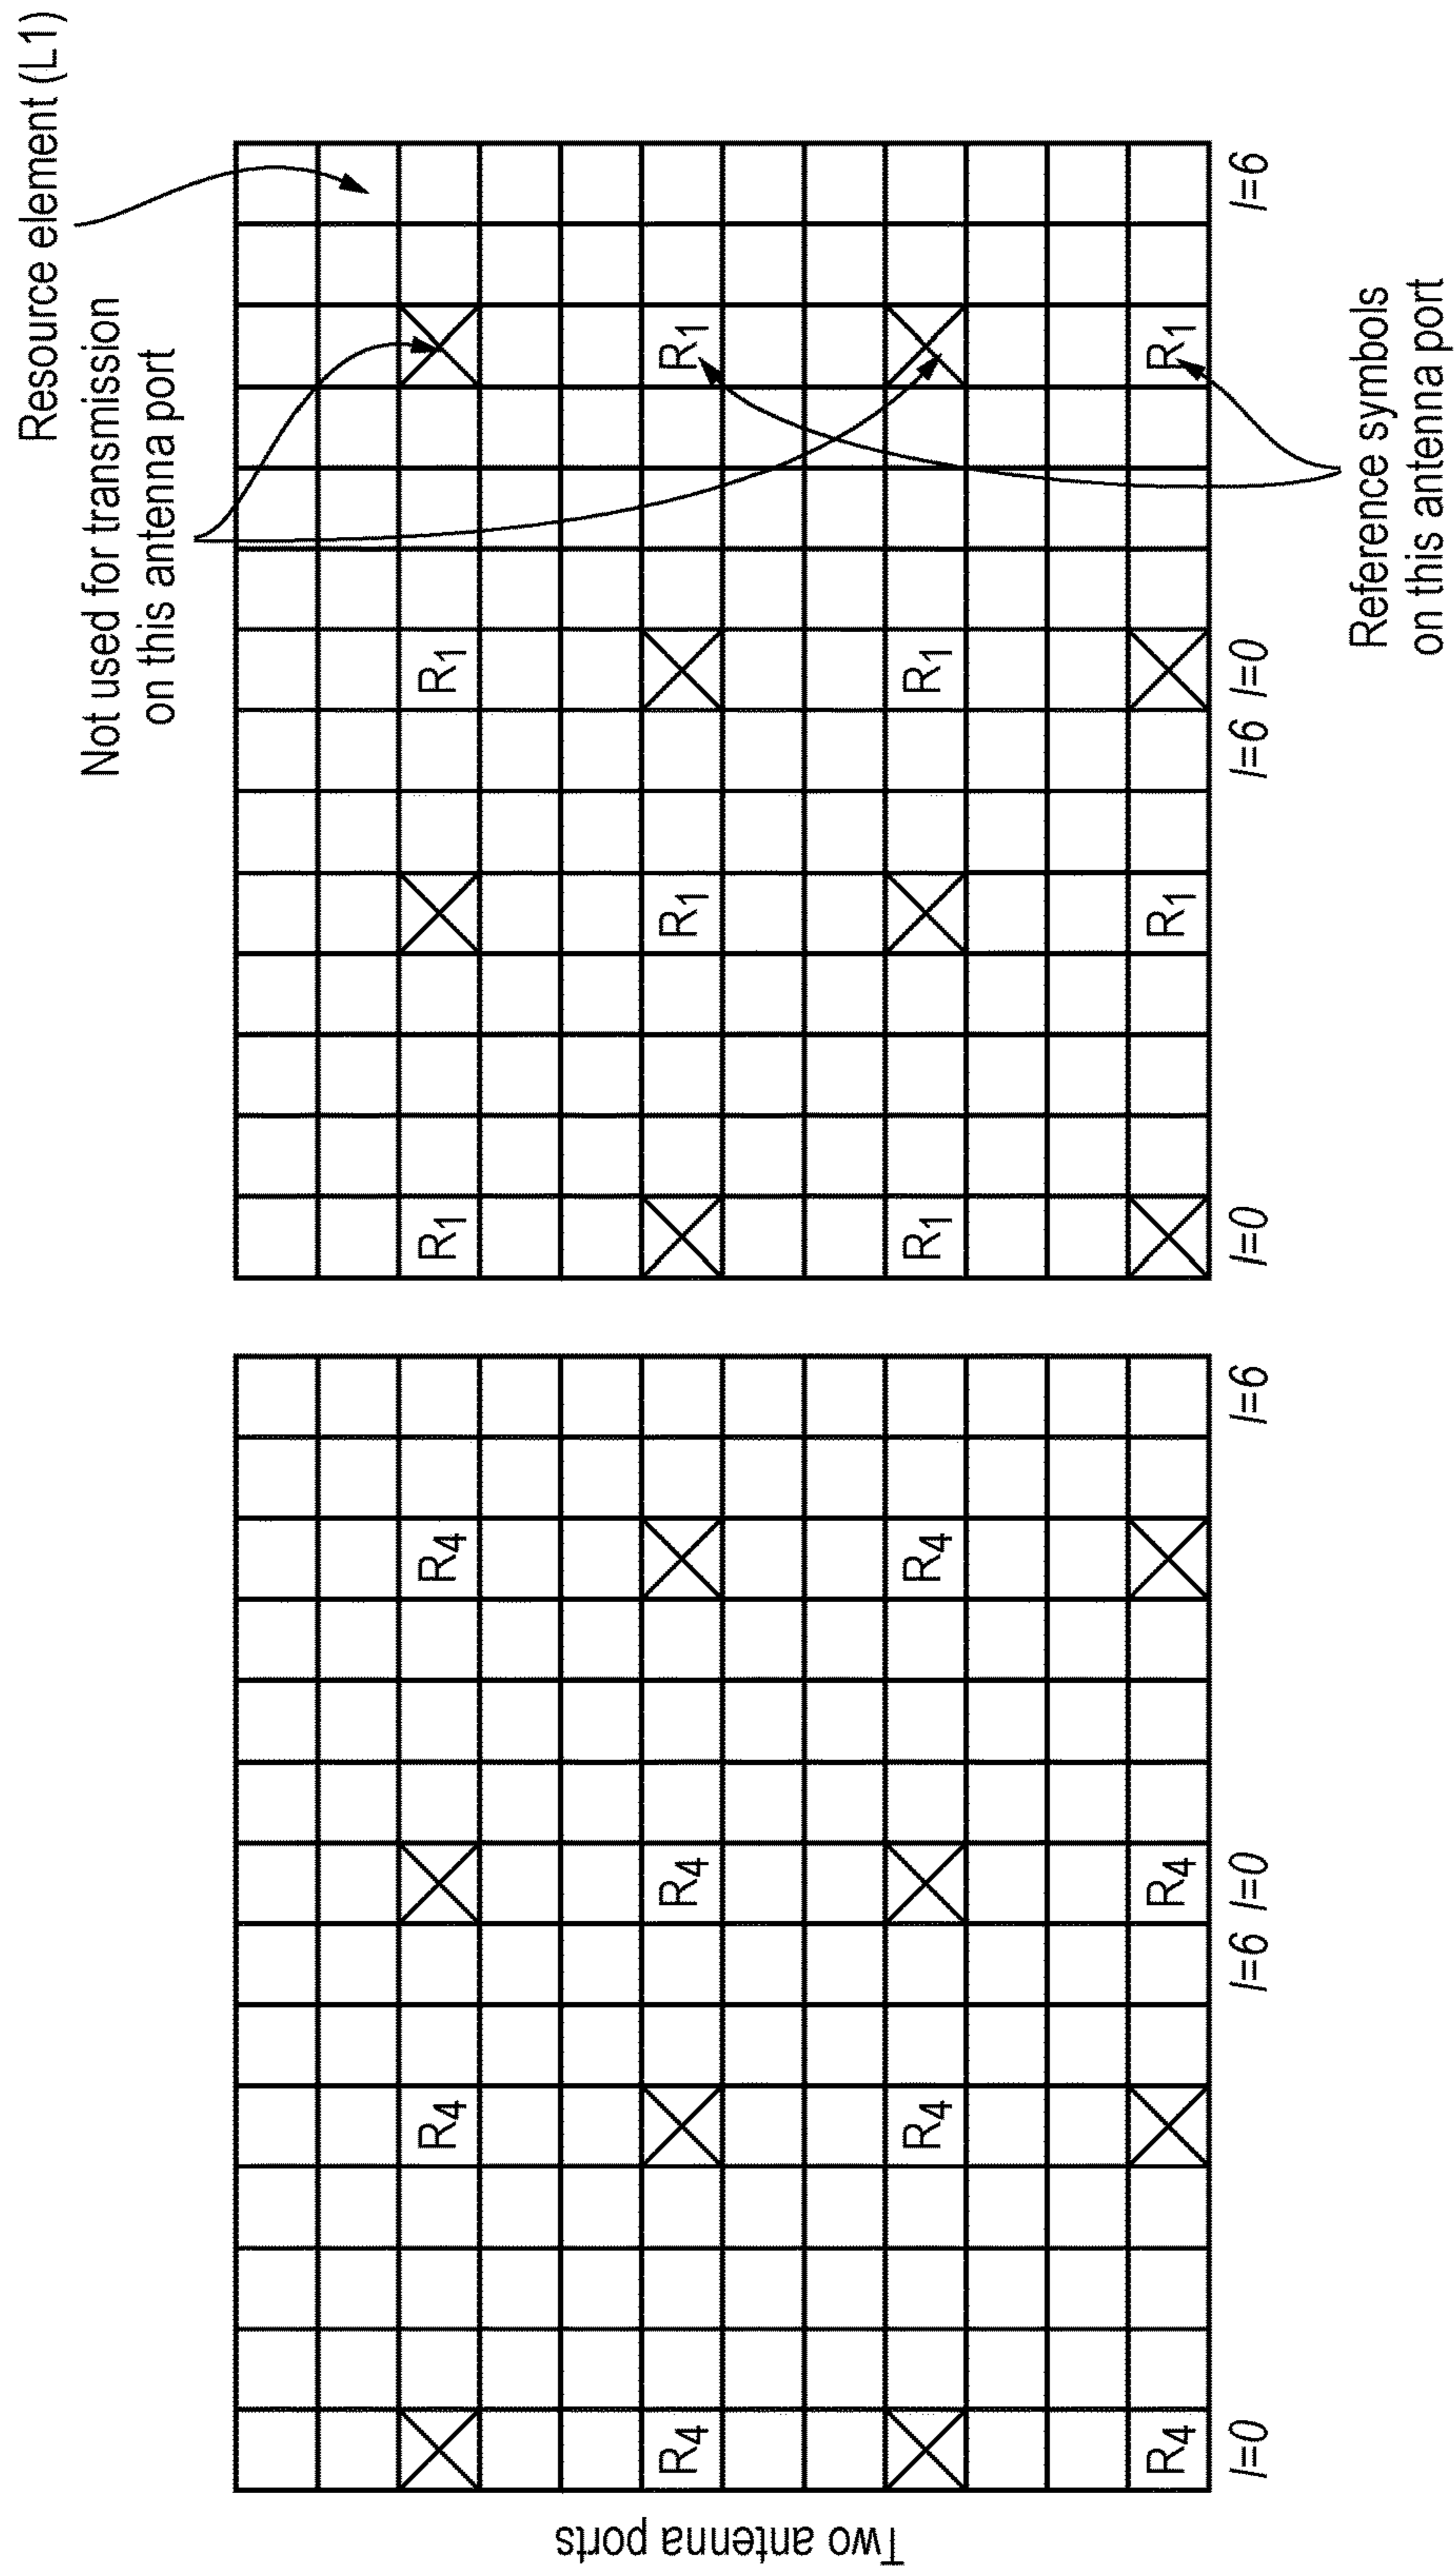 Resource element (L1)
Not used for transmission
on this antenna port
Two antenna ports
R4 R4 R1 R1
R4 R4 R1 R1
R4 R4 R1 R1
R4 R4 R1 R1
l=0 l=6 l=0 l=6 l=0 l=6 l=0 l=6
Reference symbols
on this antenna port